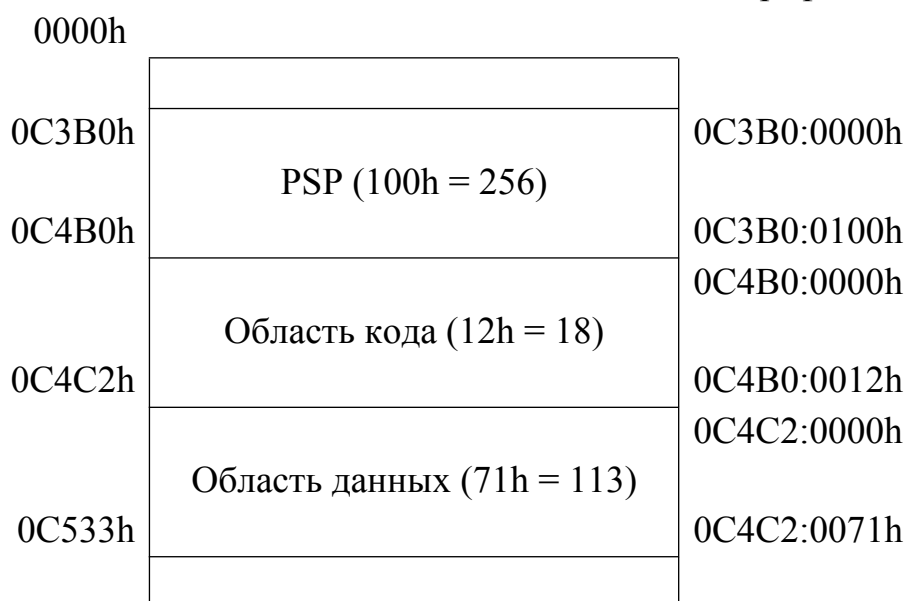 0000h
0C3B0h
0C3B0:0000h
PSP (100h = 256)
0C4B0h
0C3B0:0100h
0C4B0:0000h
Область кода (12h = 18)
0C4C2h
0C4B0:0012h
0C4C2:0000h
Область данных (71h = 113)
0C533h
0C4C2:0071h